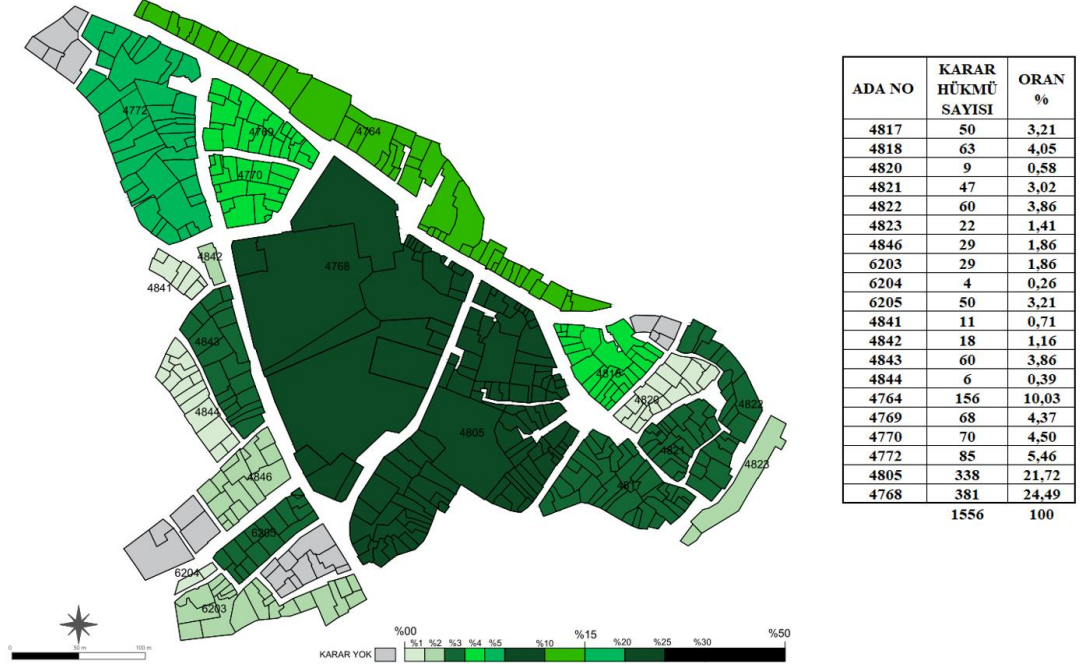 4772
4769
4764
4770
4842
4768
4841
4843
4818
4844
4820
4822
4805
4821
4823
4846
4817
6205
6204
6203
0 50 m 100 m
KARAR YOK
%00 %15 %50
%1 %2 %3 %4 %5 %10 %20 %25 %30
ADA NO KARAR HÜKMÜ SAYISI ORAN %
4817 50 3,21
4818 63 4,05
4820 9 0,58
4821 47 3,02
4822 60 3,86
4823 22 1,41
4846 29 1,86
6203 29 1,86
6204 4 0,26
6205 50 3,21
4841 11 0,71
4842 18 1,16
4843 60 3,86
4844 6 0,39
4764 156 10,03
4769 68 4,37
4770 70 4,50
4772 85 5,46
4805 338 21,72
4768 381 24,49
1556 100